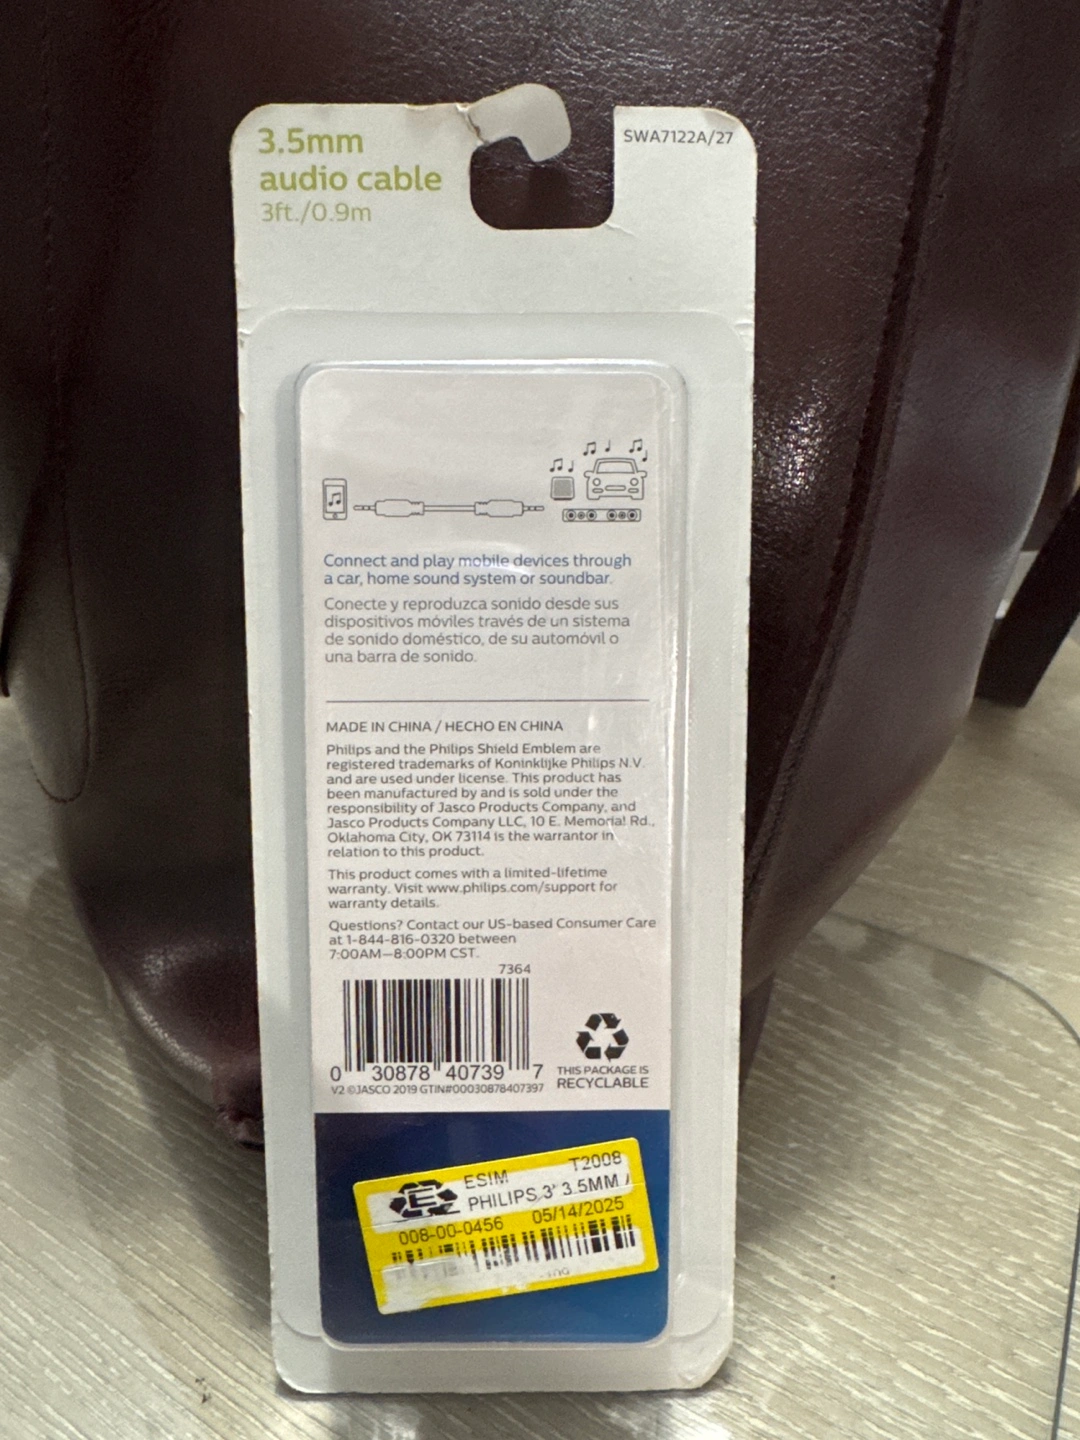 3.5mm
audio cable
3ft./0.9m
SWA7122A/27
Connect and play mobile devices through
a car, home sound system or soundbar.
Conecte y reproduzca sonido desde sus
dispositivos móviles través de un sistema
de sonido doméstico, de su automóvil o
una barra de sonido.
MADE IN CHINA / HECHO EN CHINA
Philips and the Philips Shield Emblem are
registered trademarks of Koninklijke Philips N.V.
and are used under license. This product has
been manufactured by and is sold under the
responsibility of Jasco Products Company, and
Jasco Products Company LLC, 10 E. Memorial Rd.,
Oklahoma City, OK 73114 is the warrantor in
relation to this product.
This product comes with a limited-lifetime
warranty. Visit www.philips.com/support for
warranty details.
Questions? Contact our US-based Consumer Care
at 1-844-816-0320 between
7:00AM—8:00PM CST.
7364
0 30878 40739 7
V2 ©JASCO 2019 GTIN#00030878407397
THIS PACKAGE IS
RECYCLABLE
ESIM T2008
PHILIPS 3' 3.5MM /
008-00-0456 05/14/2025